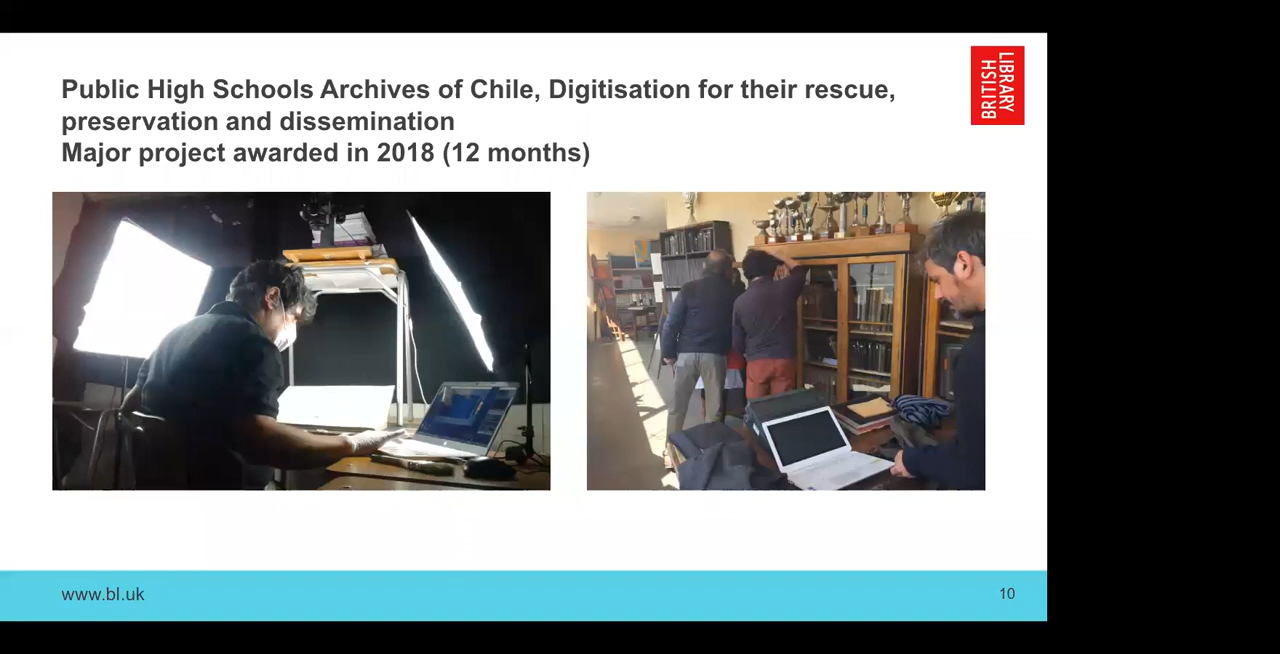 Public High Schools Archives of Chile, Digitisation for their rescue,
preservation and dissemination
Major project awarded in 2018 (12 months)
BRITISH
LIBRARY
www.bl.uk
10